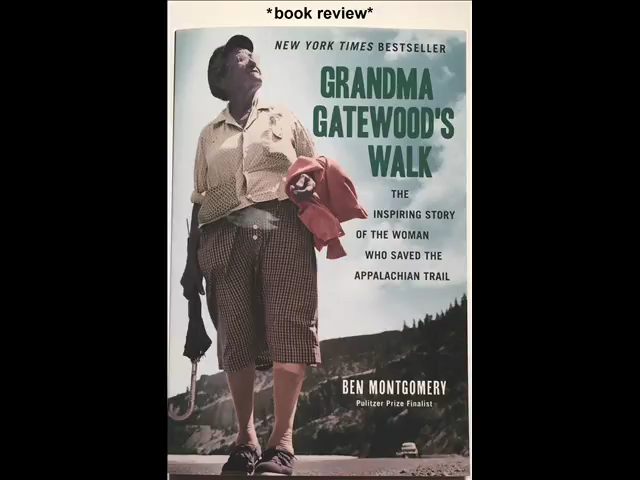 *book review*
NEW YORK TIMES BESTSELLER
GRANDMA
GATEWOOD'S
WALK
THE
INSPIRING STORY
OF THE WOMAN
WHO SAVED THE
APPALACHIAN TRAIL
BEN MONTGOMERY
Pulitzer Prize Finalist